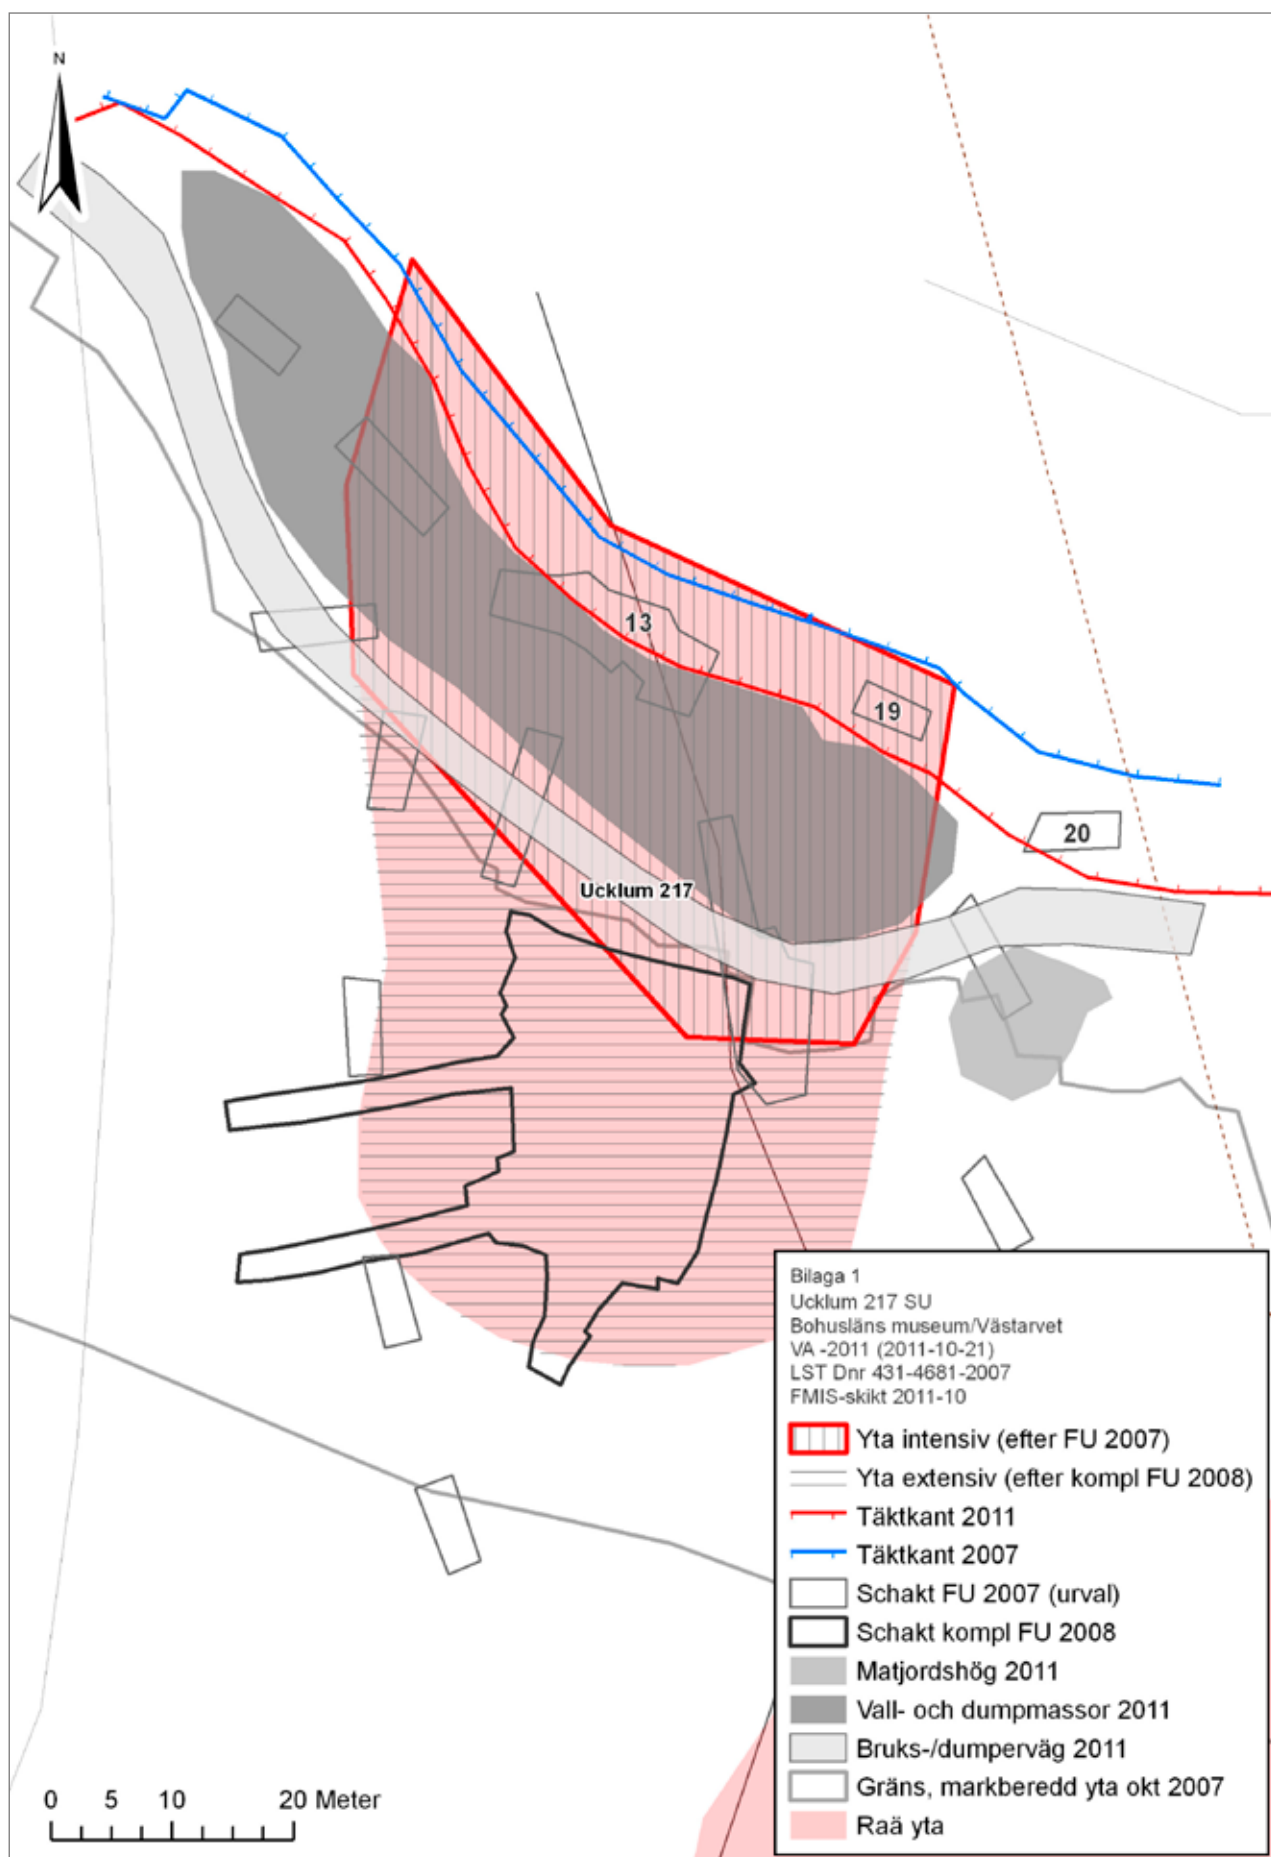 N
13
19
20
Ucklum 217
Bilaga 1
Ucklum 217 SU
Bohusläns museum/Västarvet
VA -2011 (2011-10-21)
LST Dnr 431-4681-2007
FMIS-skikt 2011-10
Yta intensiv (efter FU 2007)
Yta extensiv (efter kompl FU 2008)
Täktkant 2011
Täktkant 2007
Schakt FU 2007 (urval)
Schakt kompl FU 2008
Matjordshög 2011
Vall- och dumpmassor 2011
Bruks-/dumperväg 2011
Gräns, markberedd yta okt 2007
Raä yta
0 5 10 20 Meter